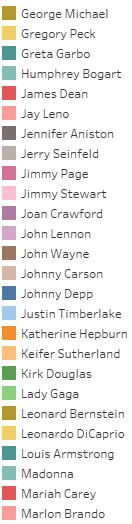 George Michael
Gregory Peck
Greta Garbo
Humphrey Bogart
James Dean
Jay Leno
Jennifer Aniston
Jerry Seinfeld
Jimmy Page
Jimmy Stewart
Joan Crawford
John Lennon
John Wayne
Johnny Carson
Johnny Depp
Justin Timberlake
Katherine Hepburn
Keifer Sutherland
Kirk Douglas
Lady Gaga
Leonard Bernstein
Leonardo DiCaprio
Louis Armstrong
Madonna
Mariah Carey
Marlon Brando